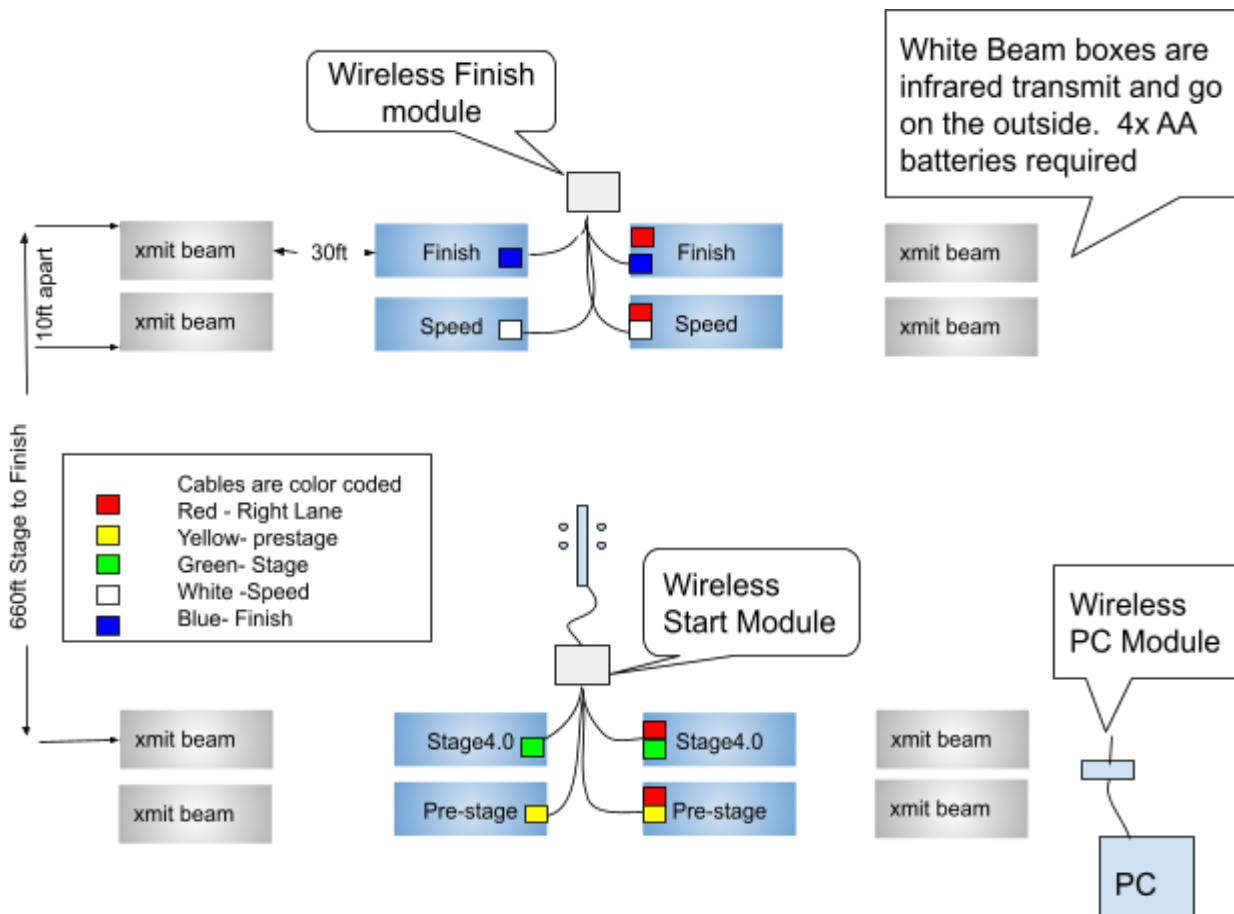 Wireless Finish
module
White Beam boxes are
infrared transmit and go
on the outside.  4x AA
batteries required
xmit beam
30ft
Finish
Finish
xmit beam
10ft apart
xmit beam
Speed
Speed
xmit beam
660ft Stage to Finish
Cables are color coded
Red - Right Lane
Yellow- prestage
Green- Stage
White -Speed
Blue- Finish
Wireless
Start Module
Wireless
PC Module
xmit beam
Stage4.0
Stage4.0
xmit beam
xmit beam
Pre-stage
Pre-stage
xmit beam
PC